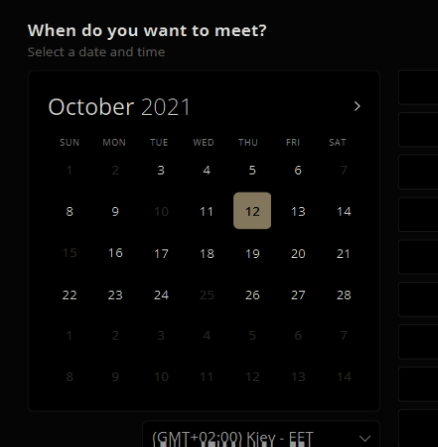 When do you want to meet?
Select a date and time
October 2021 >
SUN MON TUE WED THU FRI SAT
1 2 3 4 5 6 7
8 9 10 11 12 13 14
15 16 17 18 19 20 21
22 23 24 25 26 27 28
1 2 3 4 5 6 7
8 9 10 11 12 13 14
(GMT+02:00) Kiev - EET